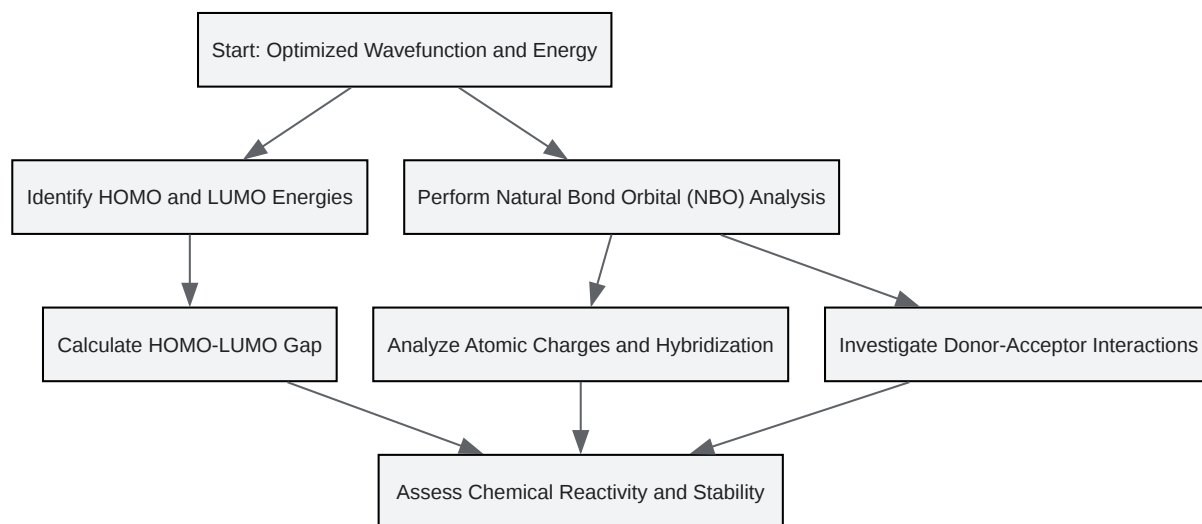 Start: Optimized Wavefunction and Energy
Identify HOMO and LUMO Energies
Perform Natural Bond Orbital (NBO) Analysis
Calculate HOMO-LUMO Gap
Analyze Atomic Charges and Hybridization
Investigate Donor-Acceptor Interactions
Assess Chemical Reactivity and Stability